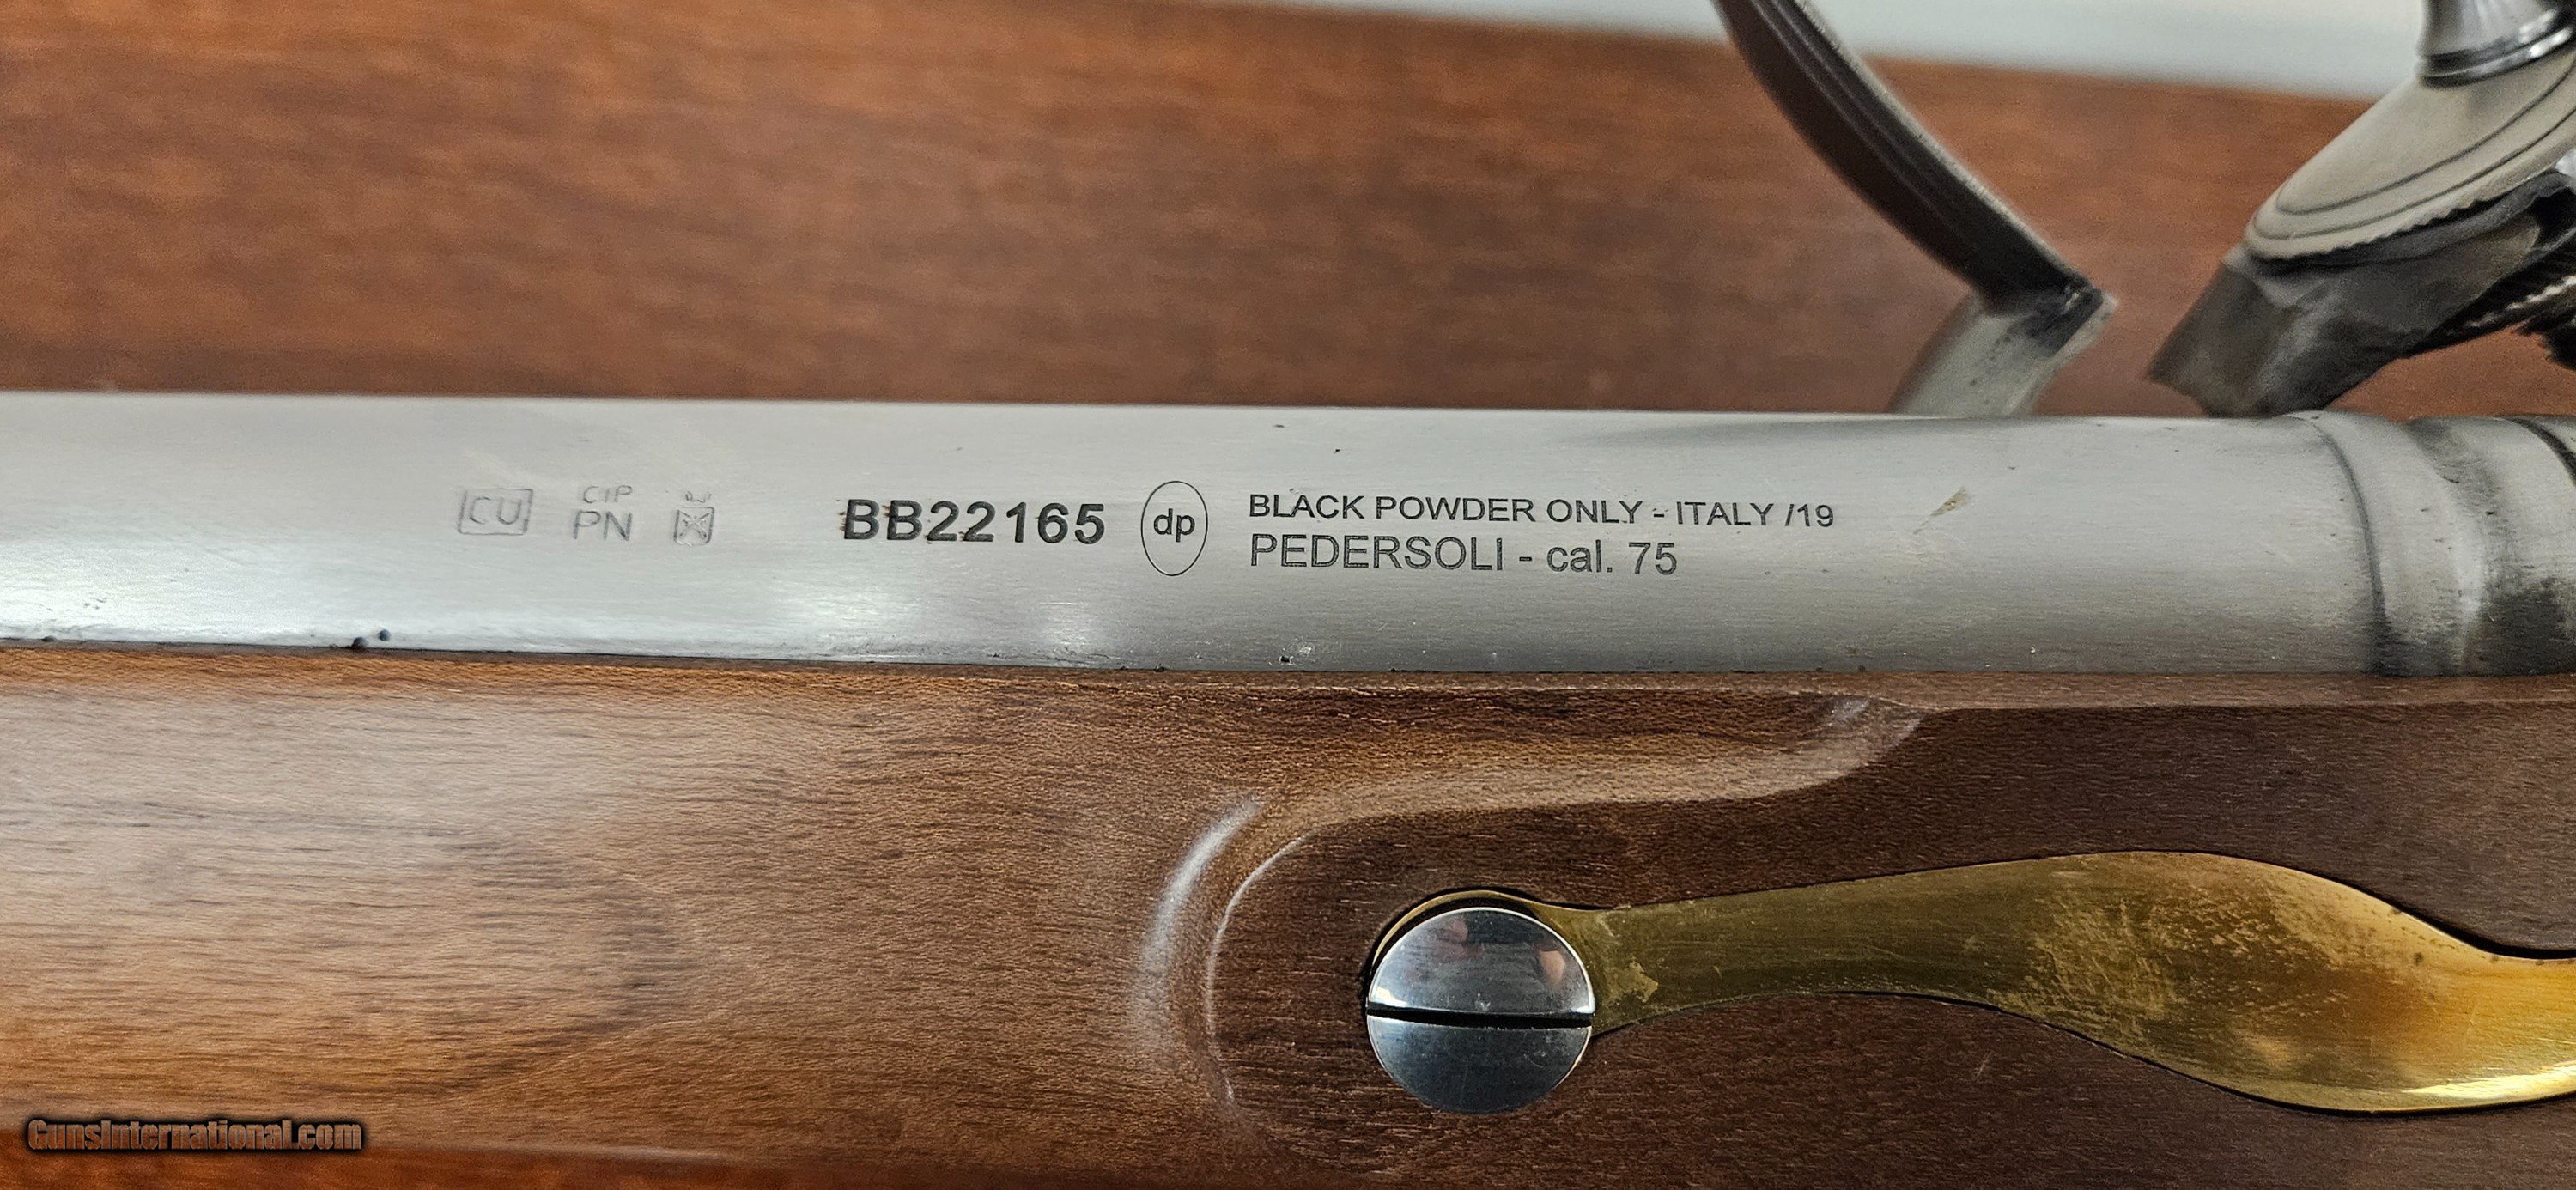 CU
CIP
PN
BB22165
dp
BLACK POWDER ONLY - ITALY /19
PEDERSOLI - cal. 75
GunsInternational.com